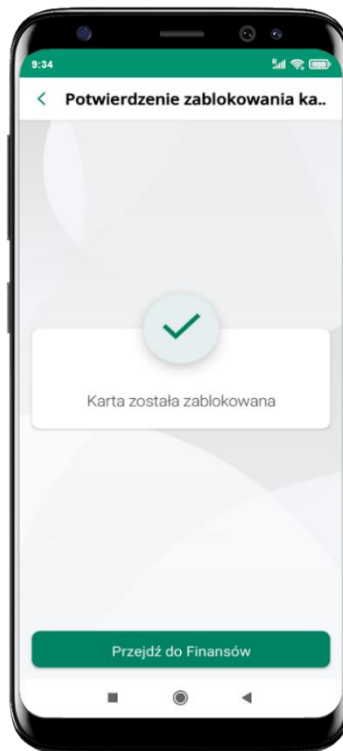 9:34
Potwierdzenie zablokowania ka..
Karta została zablokowana
Przejdź do Finansów